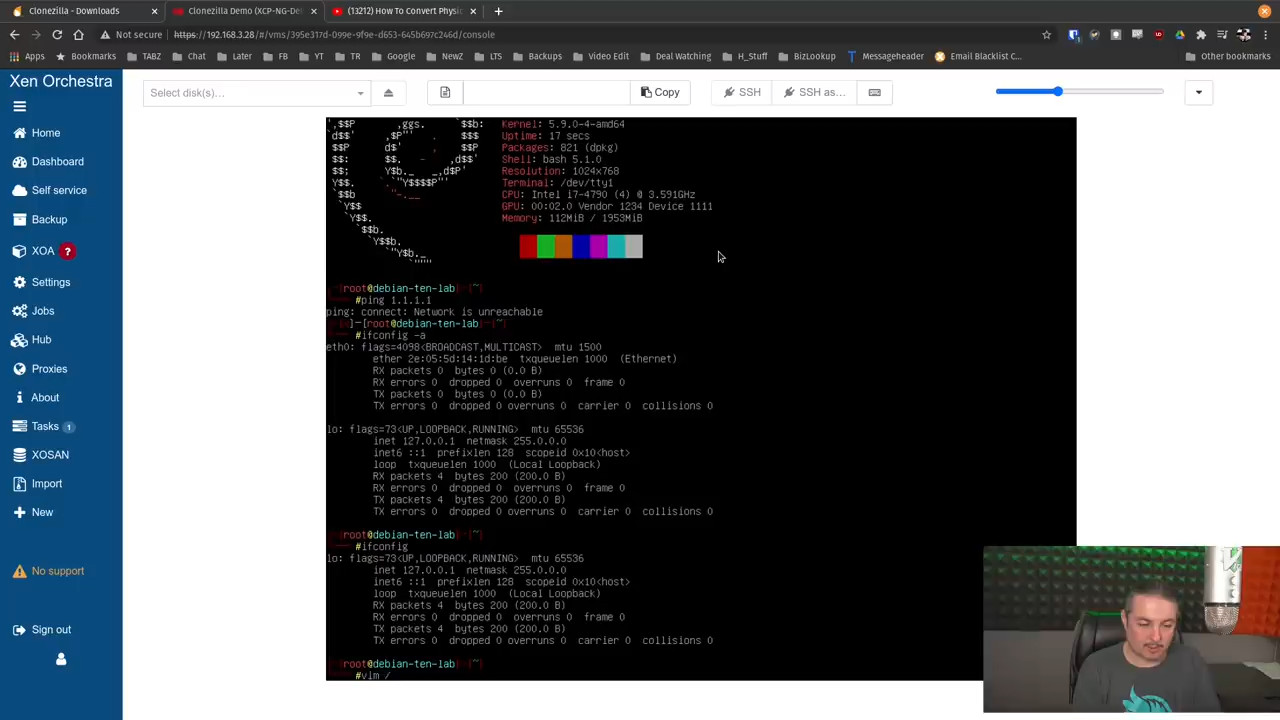 Clonezilla - Downloads
Clonezilla Demo (XCP-NG-De
(13212) How To Convert Physic
Not secure
https://192.168.3.28/#/vms/395e317d-099e-9f9e-d653-645b697c246d/console
Apps Bookmarks TABZ Chat Later FB YT TR Google NewZ LTS Backups Video Edit Deal Watching H_Stuff BizLookup Messageheader Email Blacklist C... Other bookmarks
Xen Orchestra
Select disk(s)...
Copy
SSH
SSH as...
Home
Dashboard
Self service
Backup
XOA ?
Settings
Jobs
Hub
Proxies
About
Tasks 1
XOSAN
Import
New
No support
Sign out
Kernel: 5.9.0-4-amd64
Uptime: 17 secs
Packages: 821 (dpkg)
Shell: bash 5.1.0
Resolution: 1024x768
Terminal: /dev/tty1
CPU: Intel i7-4790 (4) @ 3.591GHz
GPU: 00:02.0 Vendor 1234 Device 1111
Memory: 112MiB / 1953MiB
[root@debian-ten-lab]-[~]
#ping 1.1.1.1
ping: connect: Network is unreachable
]-[root@debian-ten-lab]-[~]
#ifconfig -a
eth0: flags=4098<BROADCAST,MULTICAST> mtu 1500
ether 2e:05:5d:14:1d:be txqueuelen 1000 (Ethernet)
RX packets 0 bytes 0 (0.0 B)
RX errors 0 dropped 0 overruns 0 frame 0
TX packets 0 bytes 0 (0.0 B)
TX errors 0 dropped 0 overruns 0 carrier 0 collisions 0
lo: flags=73<UP,LOOPBACK,RUNNING> mtu 65536
inet 127.0.0.1 netmask 255.0.0.0
inet6 ::1 prefixlen 128 scopeid 0x10<host>
loop txqueuelen 1000 (Local Loopback)
RX packets 4 bytes 200 (200.0 B)
RX errors 0 dropped 0 overruns 0 frame 0
TX packets 4 bytes 200 (200.0 B)
TX errors 0 dropped 0 overruns 0 carrier 0 collisions 0
[root@debian-ten-lab]-[~]
#ifconfig
lo: flags=73<UP,LOOPBACK,RUNNING> mtu 65536
inet 127.0.0.1 netmask 255.0.0.0
inet6 ::1 prefixlen 128 scopeid 0x10<host>
loop txqueuelen 1000 (Local Loopback)
RX packets 4 bytes 200 (200.0 B)
RX errors 0 dropped 0 overruns 0 frame 0
TX packets 4 bytes 200 (200.0 B)
TX errors 0 dropped 0 overruns 0 carrier 0 collisions 0
[root@debian-ten-lab]-[~]
#vim /